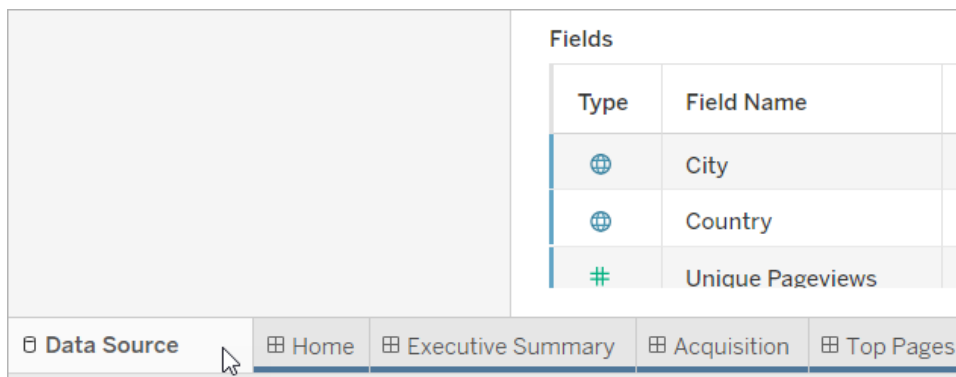 Fields
Type Field Name
City
Country
Unique Pageviews
Data Source Home Executive Summary Acquisition Top Pages